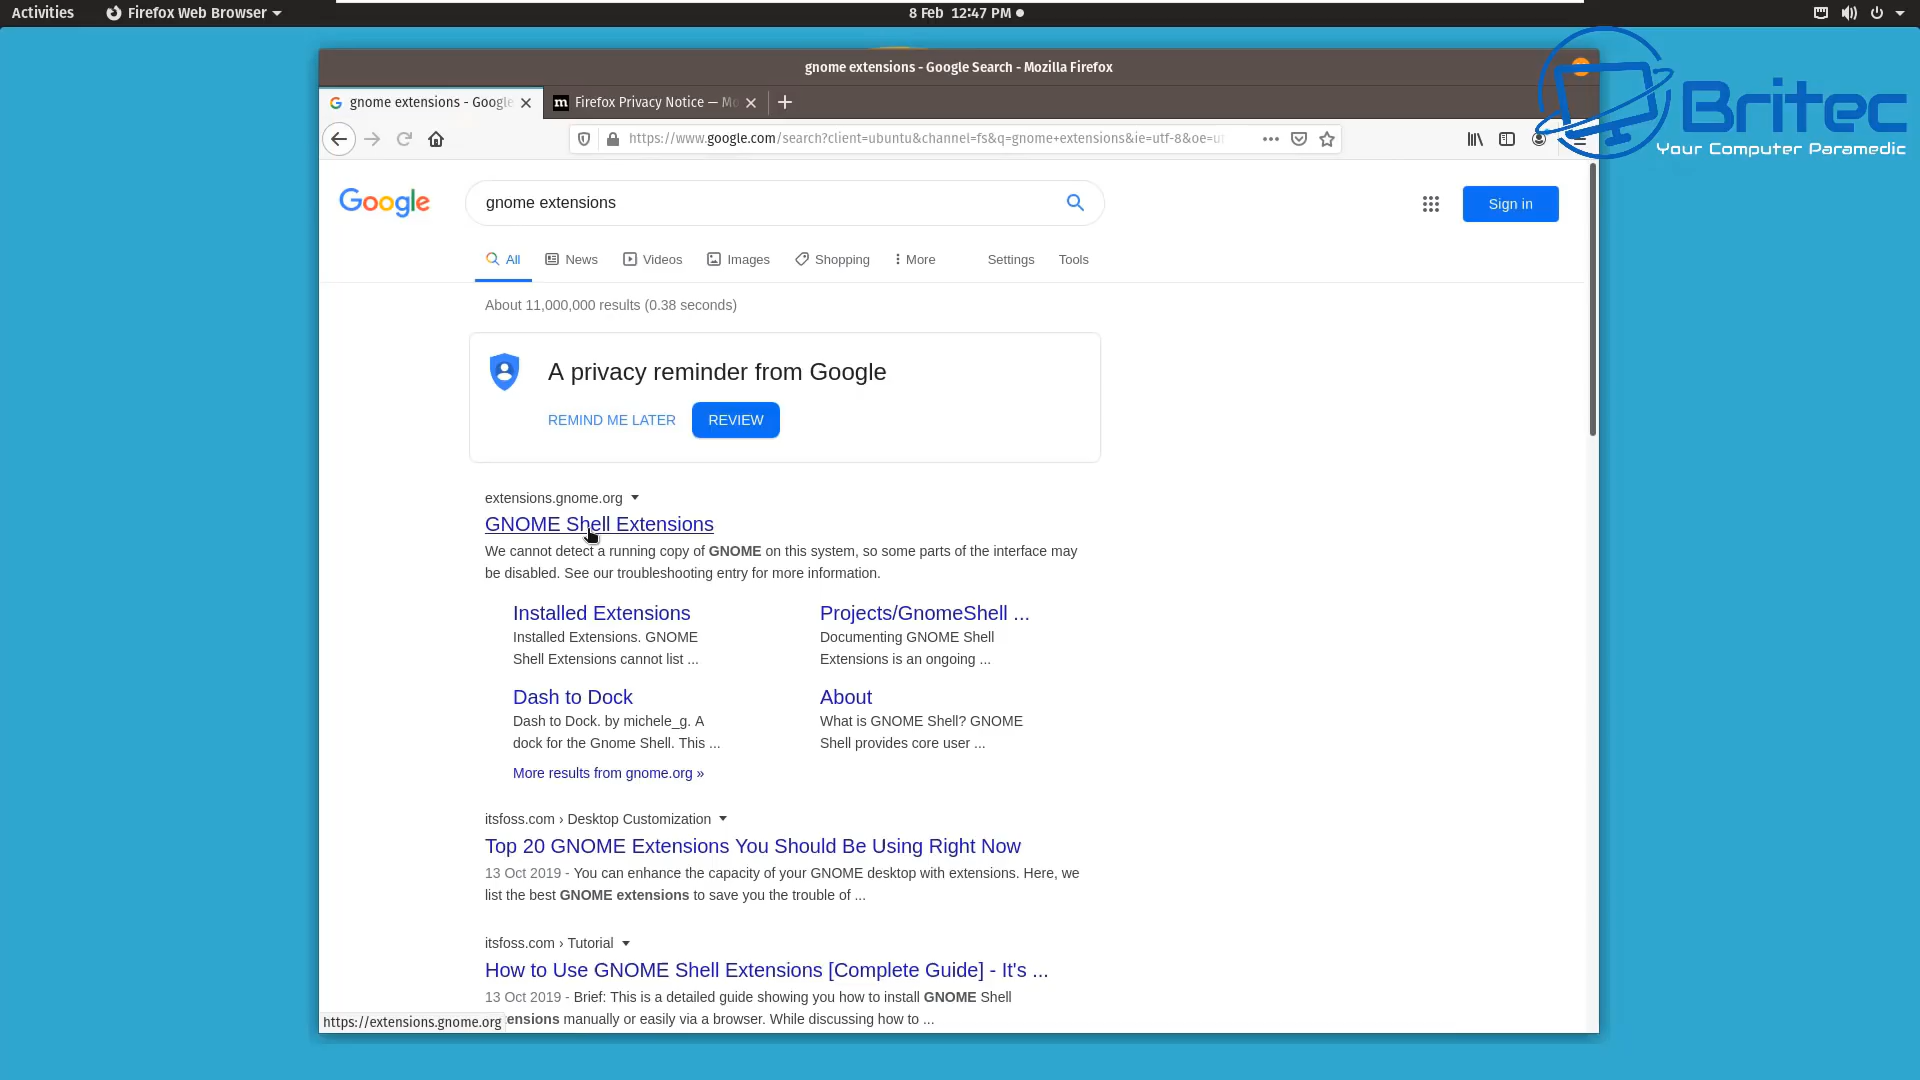 Activities
Firefox Web Browser
8 Feb 12:47 PM
gnome extensions - Google Search - Mozilla Firefox
gnome extensions - Google
Firefox Privacy Notice — Mo
Britec
Your Computer Paramedic
https://www.google.com/search?client=ubuntu&channel=fs&q=gnome+extensions&ie=utf-8&oe=ut
Google
gnome extensions
Sign in
All
News
Videos
Images
Shopping
More
Settings
Tools
About 11,000,000 results (0.38 seconds)
A privacy reminder from Google
REMIND ME LATER
REVIEW
extensions.gnome.org
GNOME Shell Extensions
We cannot detect a running copy of GNOME on this system, so some parts of the interface may
be disabled. See our troubleshooting entry for more information.
Installed Extensions
Installed Extensions. GNOME
Shell Extensions cannot list ...
Projects/GnomeShell ...
Documenting GNOME Shell
Extensions is an ongoing ...
Dash to Dock
Dash to Dock. by michele_g. A
dock for the Gnome Shell. This ...
About
What is GNOME Shell? GNOME
Shell provides core user ...
More results from gnome.org »
itsfoss.com › Desktop Customization
Top 20 GNOME Extensions You Should Be Using Right Now
13 Oct 2019 - You can enhance the capacity of your GNOME desktop with extensions. Here, we
list the best GNOME extensions to save you the trouble of ...
itsfoss.com › Tutorial
How to Use GNOME Shell Extensions [Complete Guide] - It's ...
13 Oct 2019 - Brief: This is a detailed guide showing you how to install GNOME Shell
ensions manually or easily via a browser. While discussing how to ...
https://extensions.gnome.org